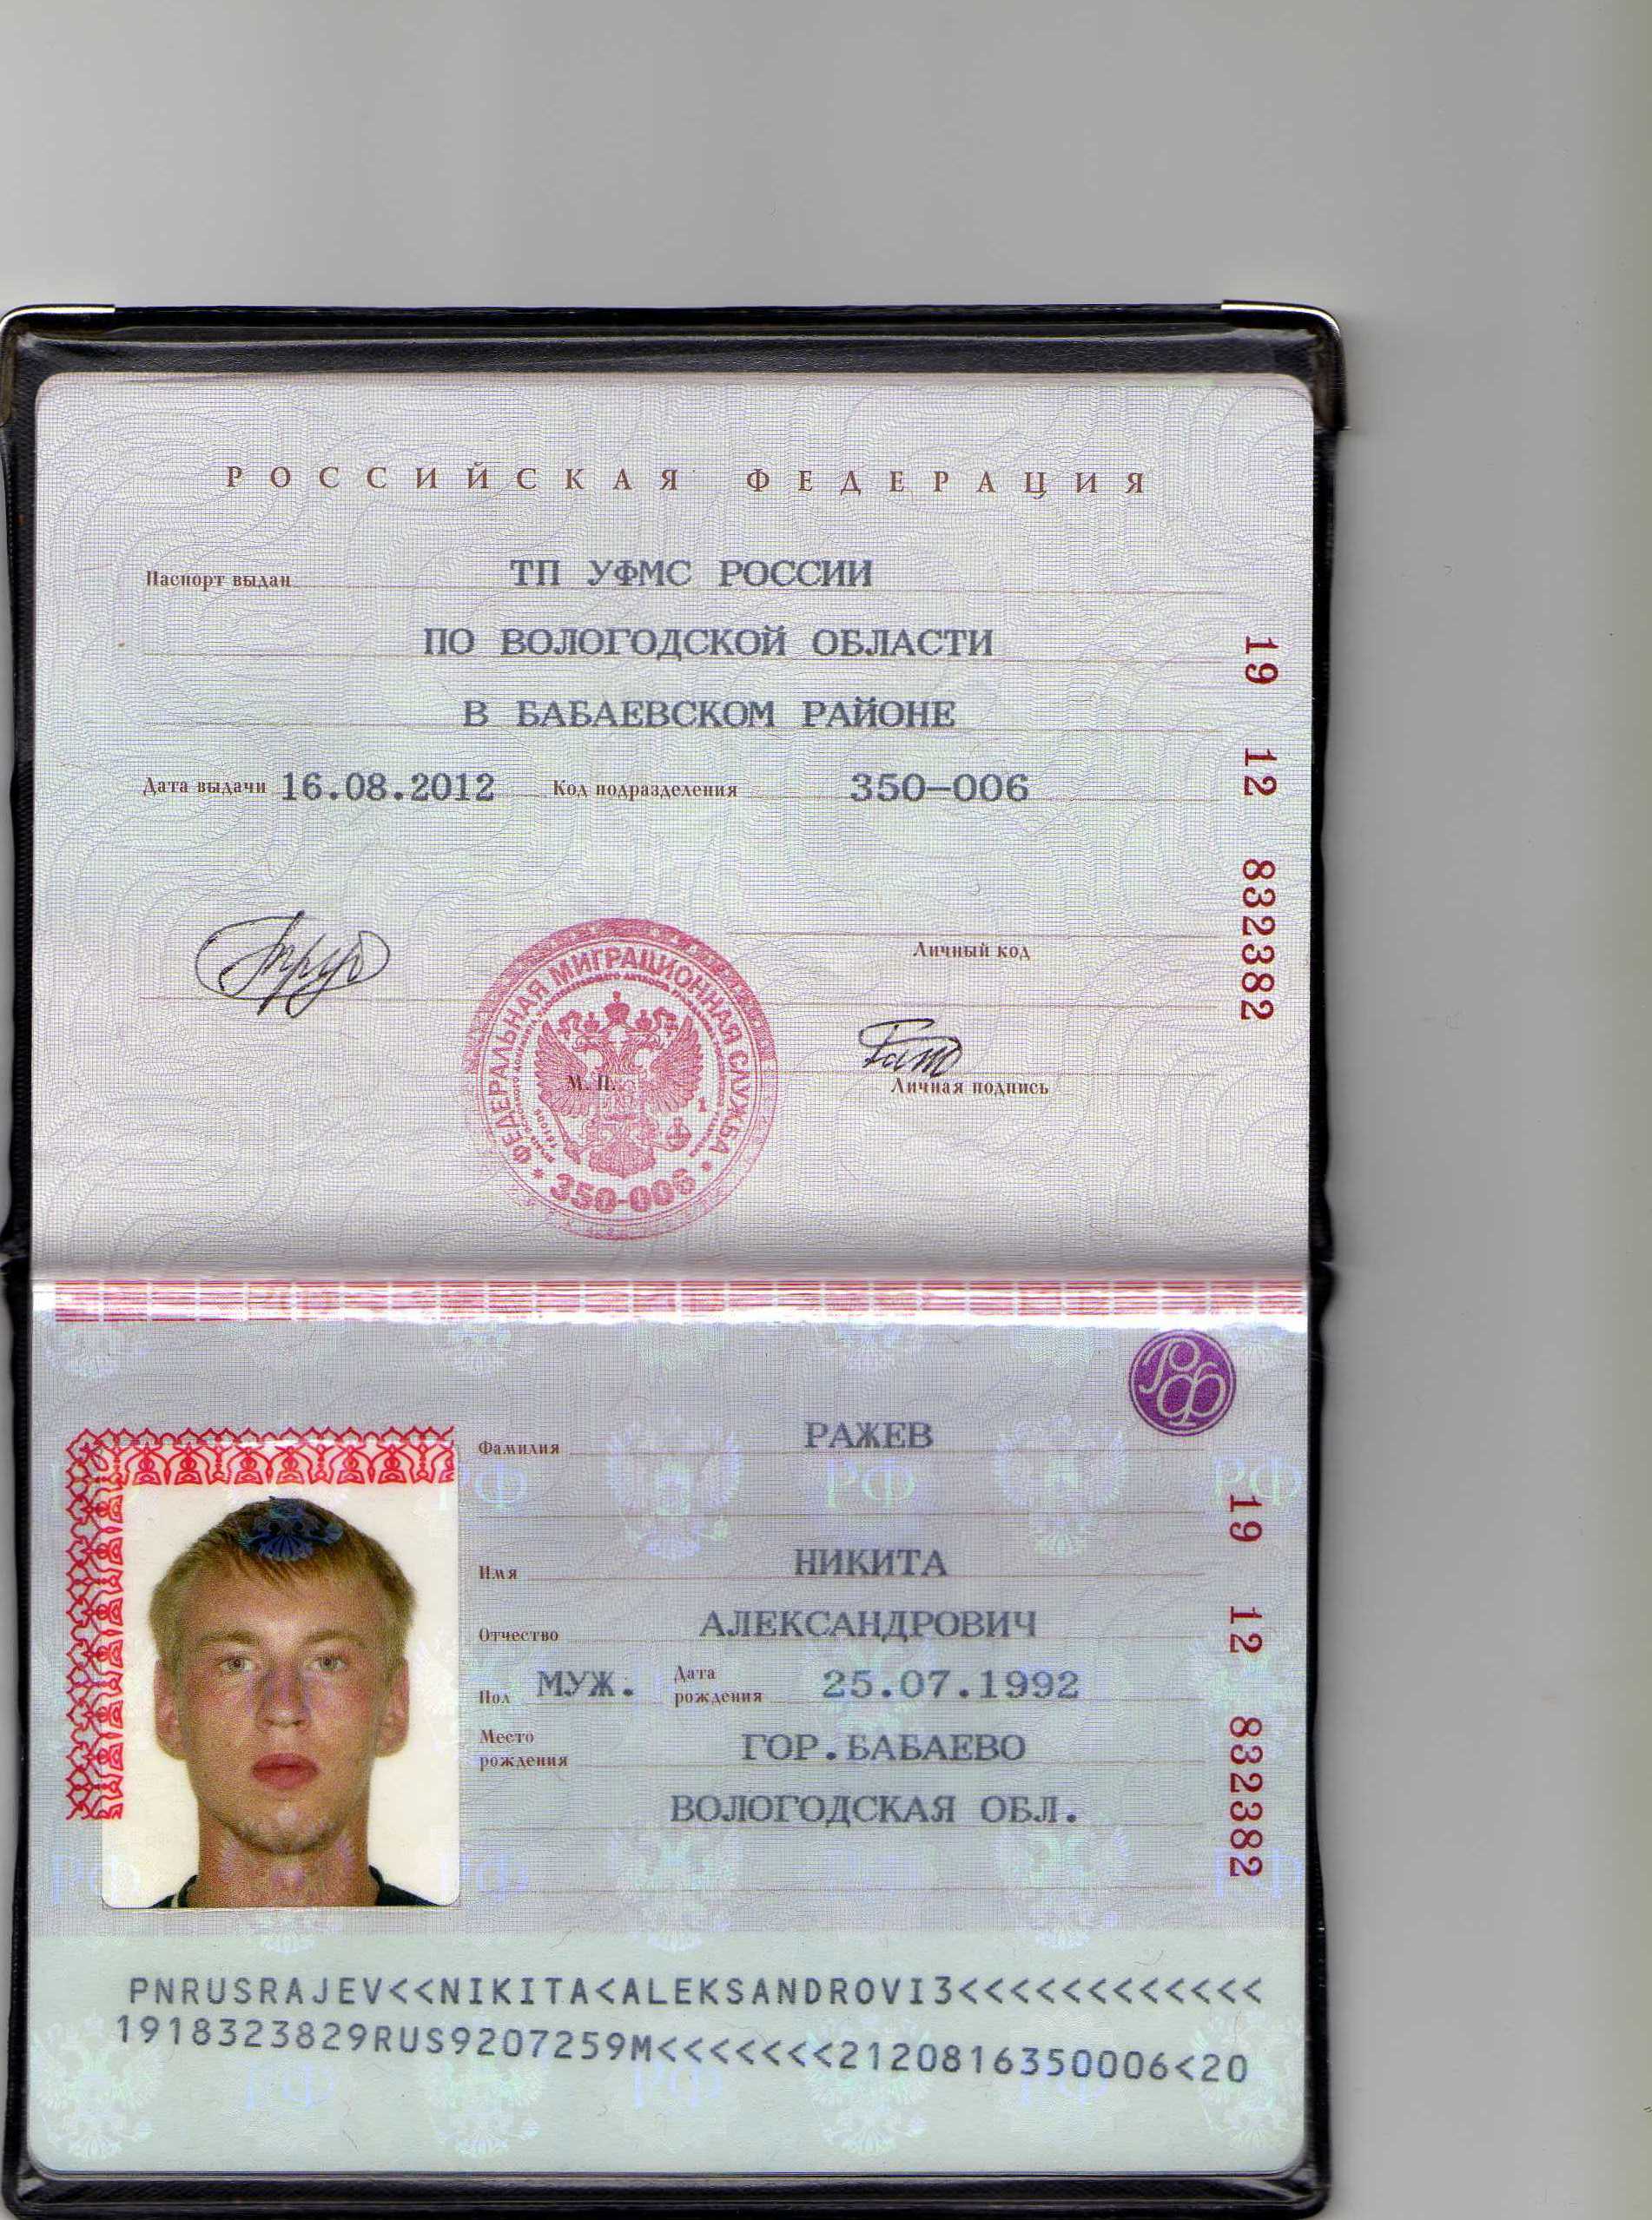 РОССИЙСКАЯ ФЕДЕРАЦИЯ
Паспорт выдан ТП УФМС РОССИИ
ПО ВОЛОГОДСКОЙ ОБЛАСТИ
В БАБАЕВСКОМ РАЙОНЕ
Дата выдачи 16.08.2012 Код подразделения 350-006
19 12 832382
Личный код
ФЕДЕРАЛЬНАЯ МИГРАЦИОННАЯ СЛУЖБА
М. П.
350-006
Личная подпись
РФ
Фамилия РАЖЕВ
Имя НИКИТА
Отчество АЛЕКСАНДРОВИЧ
Пол МУЖ. Дата рождения 25.07.1992
Место рождения ГОР.БАБАЕВО
ВОЛОГОДСКАЯ ОБЛ.
19 12 832382
PNRUSRAJEV<<NIKITA<ALEKSANDROVI3<<<<<<<<<<<<
1918323829RUS9207259M<<<<<<<2120816350006<20